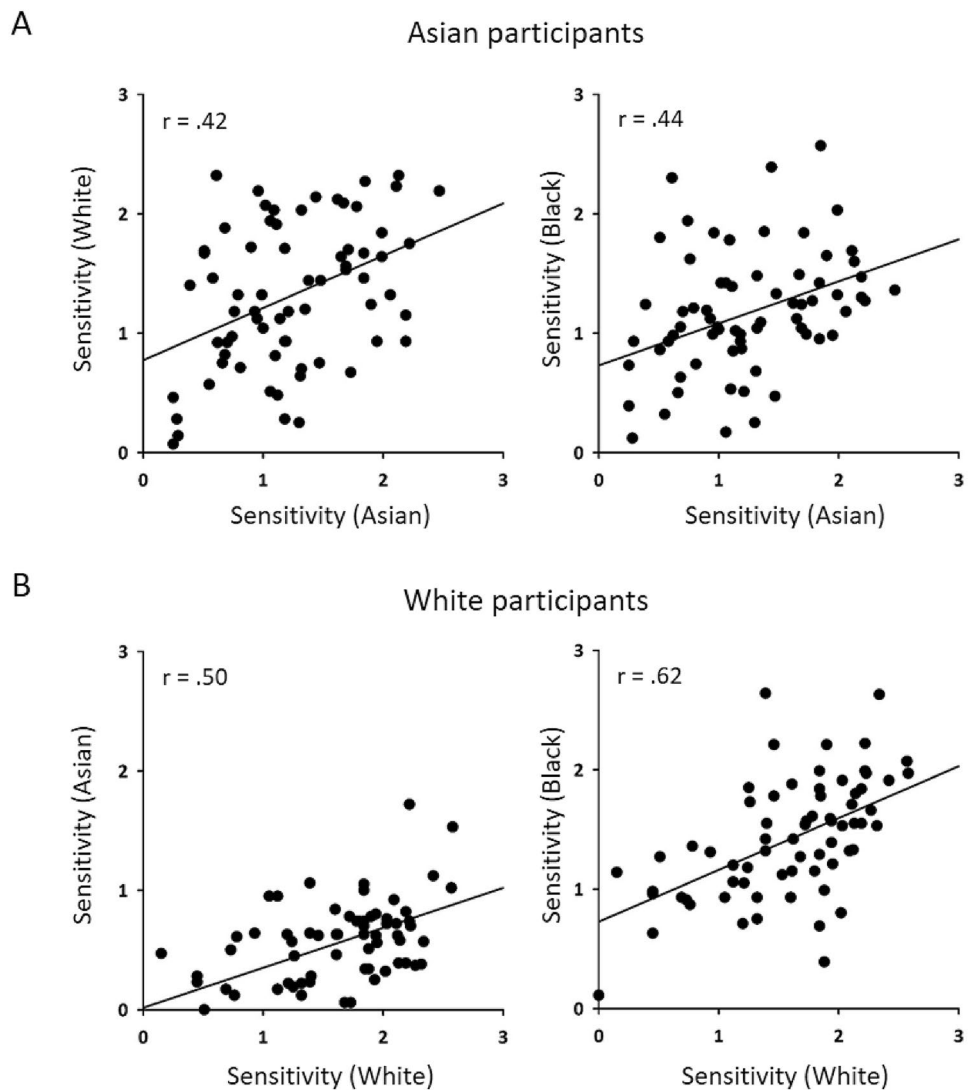 A
Asian participants
r = .42
Sensitivity (White)
3
2
1
0
0 1 2 3
Sensitivity (Asian)
r = .44
Sensitivity (Black)
3
2
1
0
0 1 2 3
Sensitivity (Asian)
B
White participants
r = .50
Sensitivity (Asian)
3
2
1
0
0 1 2 3
Sensitivity (White)
r = .62
Sensitivity (Black)
3
2
1
0
0 1 2 3
Sensitivity (White)